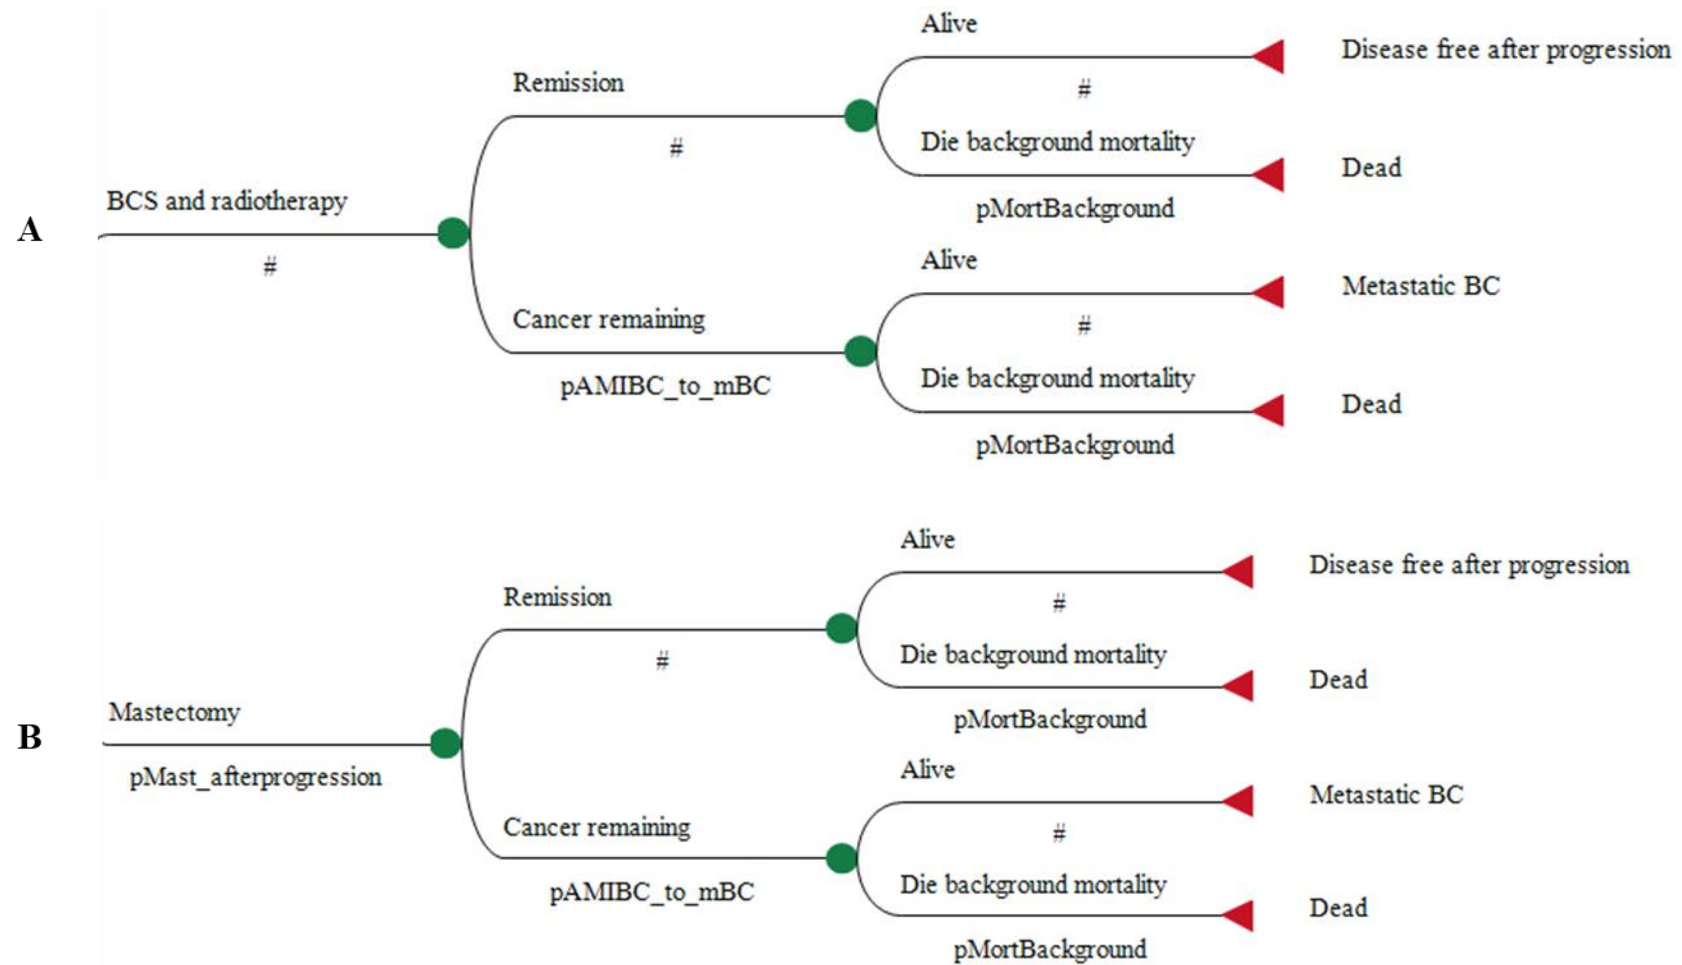 Alive
Disease free after progression
Remission
#
#
Die background mortality
Dead
BCS and radiotherapy
pMortBackground
A
#
Alive
Metastatic BC
Cancer remaining
#
pAMIBC_to_mBC
Die background mortality
Dead
pMortBackground
Alive
Disease free after progression
Remission
#
#
Die background mortality
Dead
Mastectomy
pMortBackground
B
pMast_afterprogression
Alive
Metastatic BC
Cancer remaining
#
pAMIBC_to_mBC
Die background mortality
Dead
pMortBackground